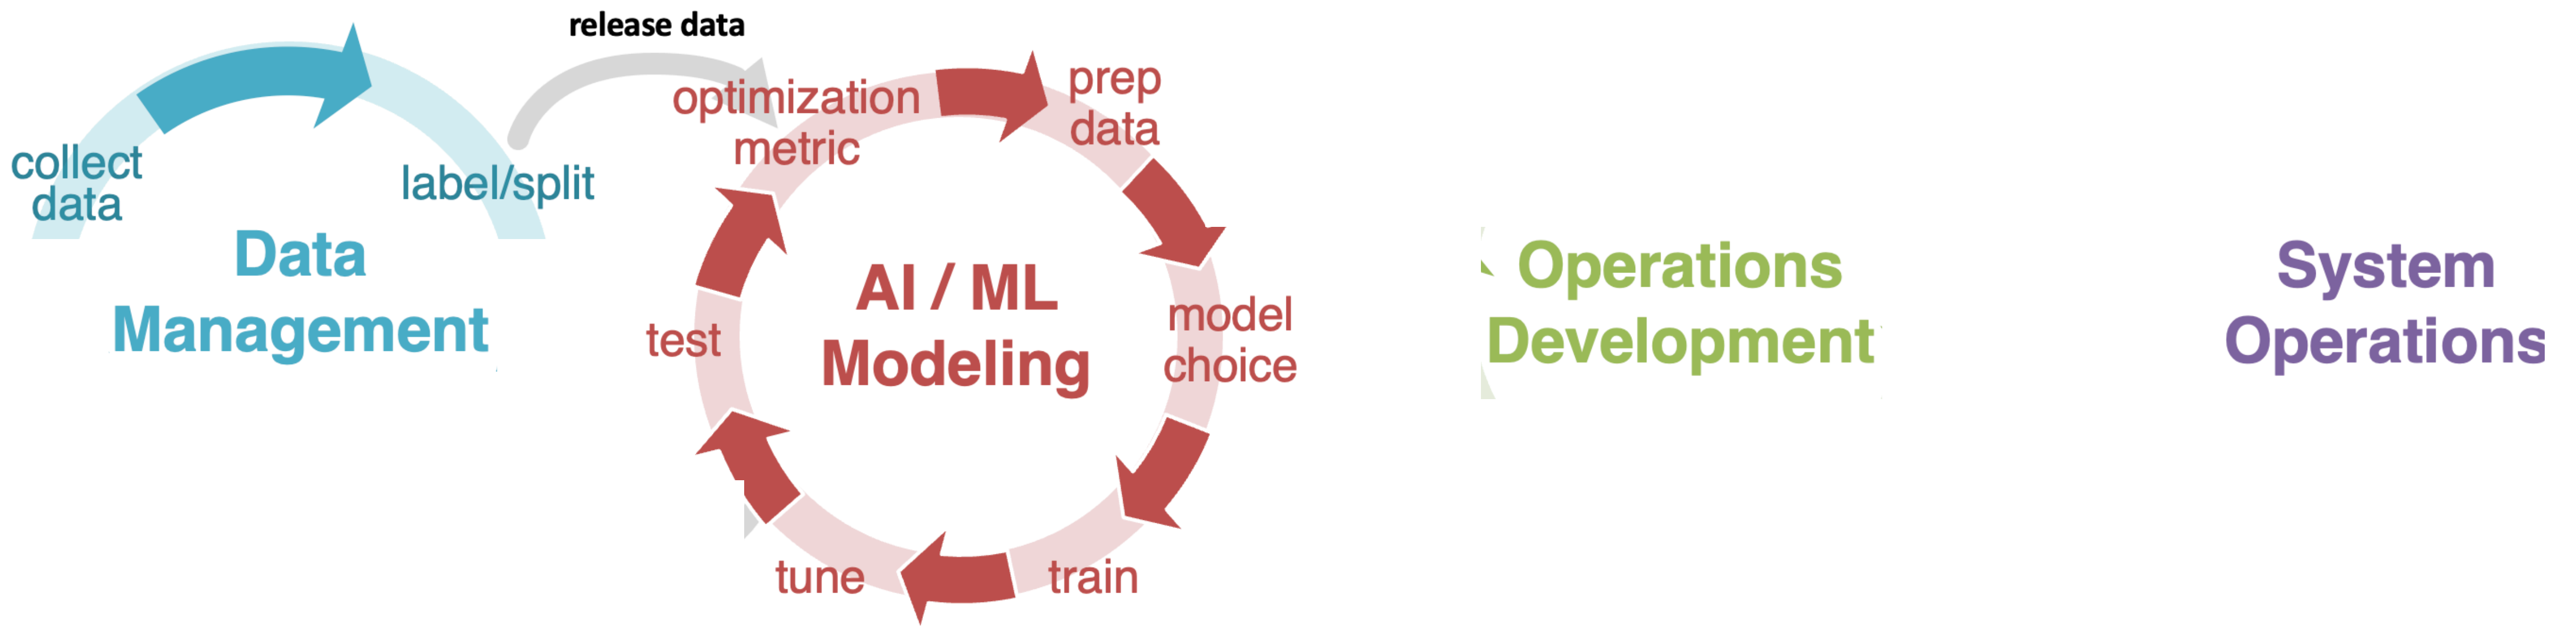 release data
collect
data
label/split
Data
Management
optimization
metric
prep
data
model
choice
train
tune
test
AI / ML
Modeling
Operations
Development
System
Operations